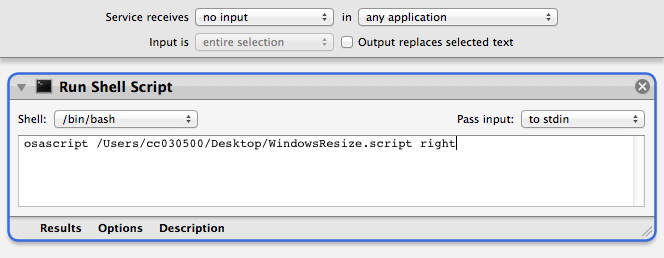 Service receives no input in any application
Input is entire selection Output replaces selected text
Run Shell Script
Shell: /bin/bash Pass input: to stdin
osascript /Users/cc030500/Desktop/WindowsResize.script right
Results Options Description